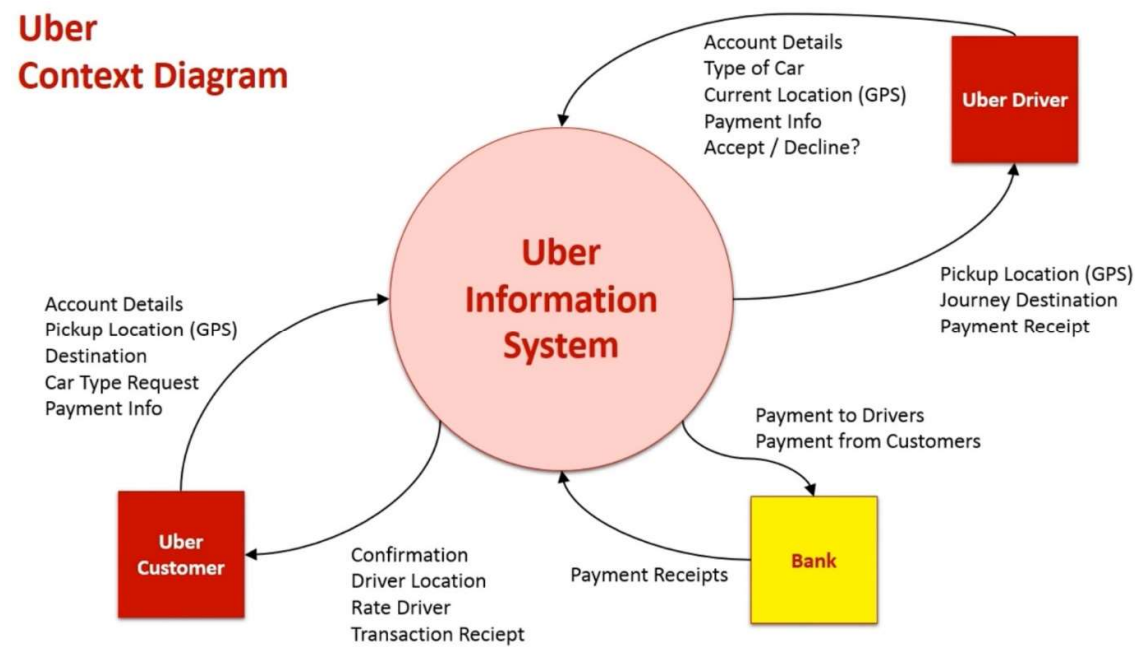 Uber
Context Diagram
Account Details
Type of Car
Current Location (GPS)
Payment Info
Accept / Decline?
Uber Driver
Uber
Information
System
Pickup Location (GPS)
Journey Destination
Payment Receipt
Account Details
Pickup Location (GPS)
Destination
Car Type Request
Payment Info
Payment to Drivers
Payment from Customers
Uber
Customer
Confirmation
Driver Location
Rate Driver
Transaction Reciept
Payment Receipts
Bank